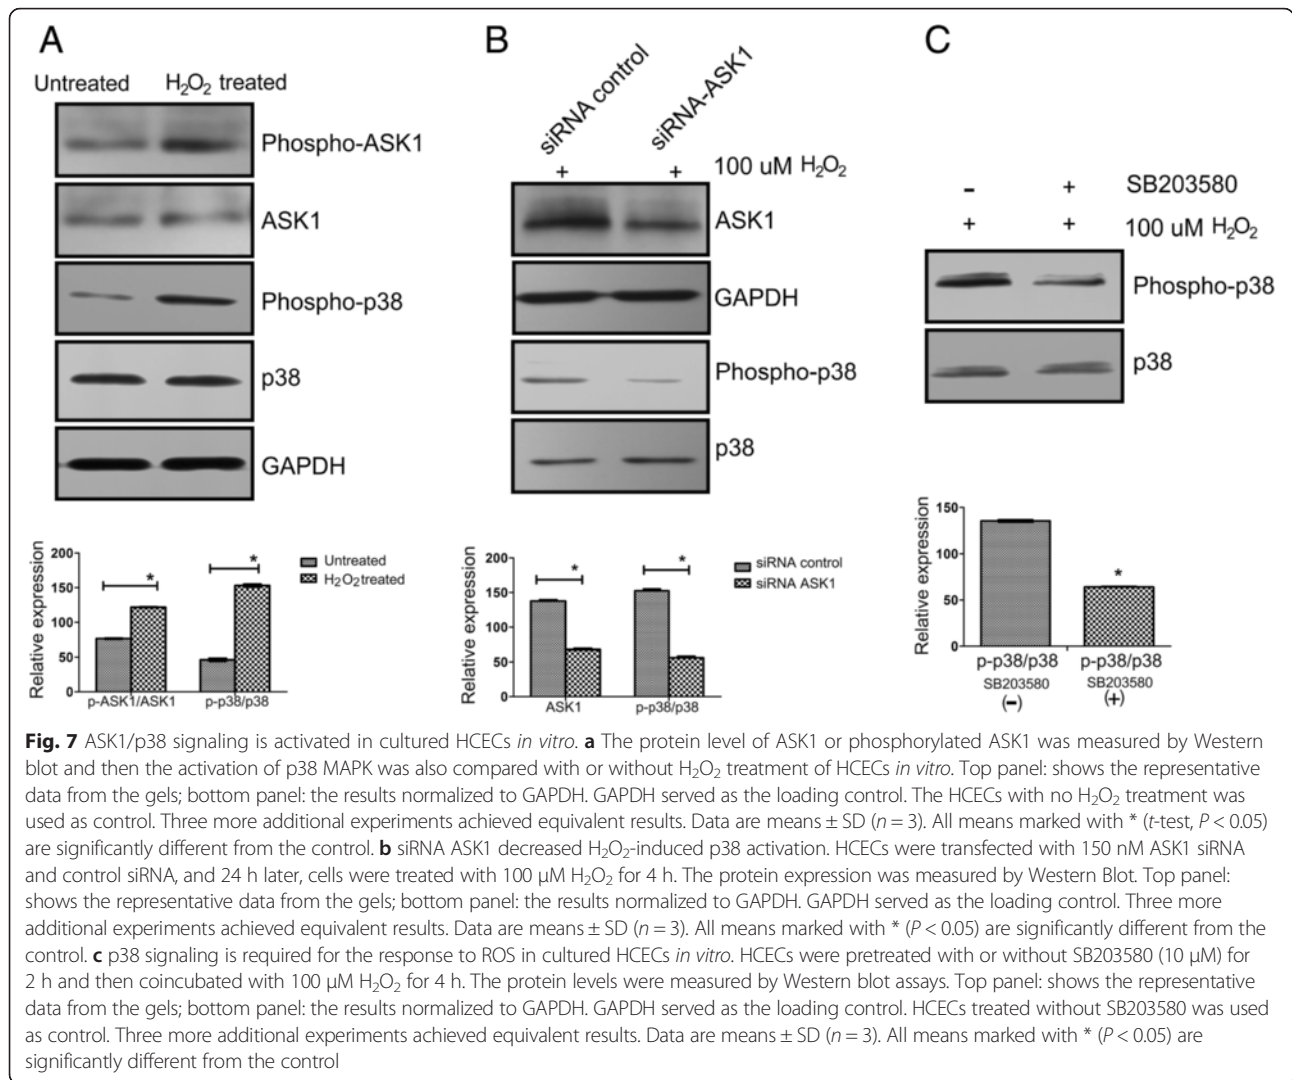 A
Untreated H₂O₂ treated
Phospho-ASK1
ASK1
Phospho-p38
p38
GAPDH
Relative expression
200
150
100
50
0
p-ASK1/ASK1 p-p38/p38
* *
Untreated
H₂O₂treated
B
siRNA control siRNA-ASK1
+ + 100 uM H₂O₂
ASK1
GAPDH
Phospho-p38
p38
Relative expression
200
150
100
50
0
ASK1 p-p38/p38
* *
siRNA control
siRNA ASK1
C
– + SB203580
+ + 100 uM H₂O₂
Phospho-p38
p38
Relative expression
150
100
50
0
*
p-p38/p38 p-p38/p38
SB203580 SB203580
(–) (+)
Fig. 7 ASK1/p38 signaling is activated in cultured HCECs in vitro. a The protein level of ASK1 or phosphorylated ASK1 was measured by Western
blot and then the activation of p38 MAPK was also compared with or without H₂O₂ treatment of HCECs in vitro. Top panel: shows the representative
data from the gels; bottom panel: the results normalized to GAPDH. GAPDH served as the loading control. The HCECs with no H₂O₂ treatment was
used as control. Three more additional experiments achieved equivalent results. Data are means ± SD (n = 3). All means marked with * (t-test, P < 0.05)
are significantly different from the control. b siRNA ASK1 decreased H₂O₂-induced p38 activation. HCECs were transfected with 150 nM ASK1 siRNA
and control siRNA, and 24 h later, cells were treated with 100 μM H₂O₂ for 4 h. The protein expression was measured by Western Blot. Top panel:
shows the representative data from the gels; bottom panel: the results normalized to GAPDH. GAPDH served as the loading control. Three more
additional experiments achieved equivalent results. Data are means ± SD (n = 3). All means marked with * (P < 0.05) are significantly different from the
control. c p38 signaling is required for the response to ROS in cultured HCECs in vitro. HCECs were pretreated with or without SB203580 (10 μM) for
2 h and then coincubated with 100 μM H₂O₂ for 4 h. The protein levels were measured by Western blot assays. Top panel: shows the representative
data from the gels; bottom panel: the results normalized to GAPDH. GAPDH served as the loading control. HCECs treated without SB203580 was used
as control. Three more additional experiments achieved equivalent results. Data are means ± SD (n = 3). All means marked with * (P < 0.05) are
significantly different from the control